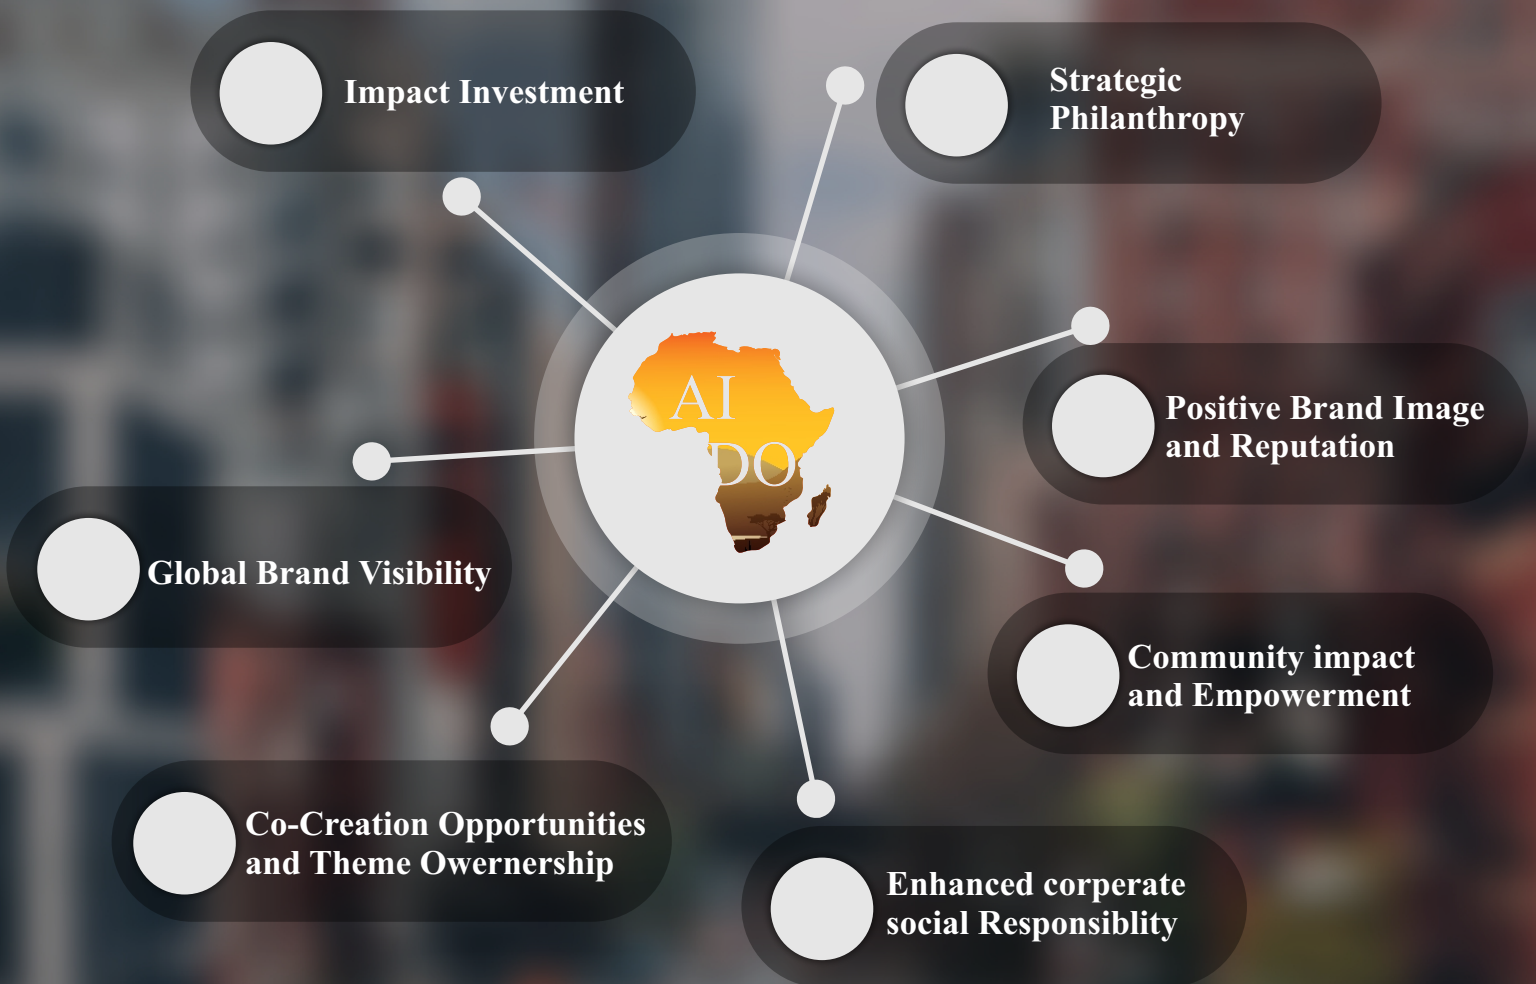 Impact Investment
Strategic
Philanthropy
AI
DO
Positive Brand Image
and Reputation
Global Brand Visibility
Community impact
and Empowerment
Co-Creation Opportunities
and Theme Owernership
Enhanced corperate
social Responsiblity